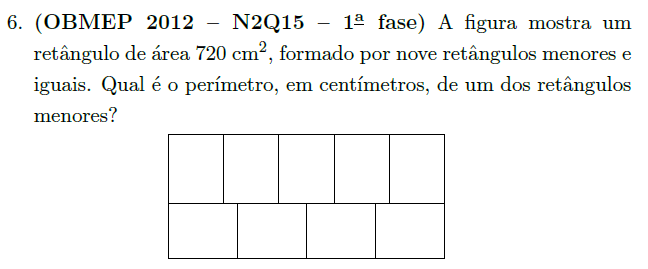 6. (OBMEP 2012 – N2Q15 – 1ª fase) A figura mostra um
retângulo de área 720 cm², formado por nove retângulos menores e
iguais. Qual é o perímetro, em centímetros, de um dos retângulos
menores?